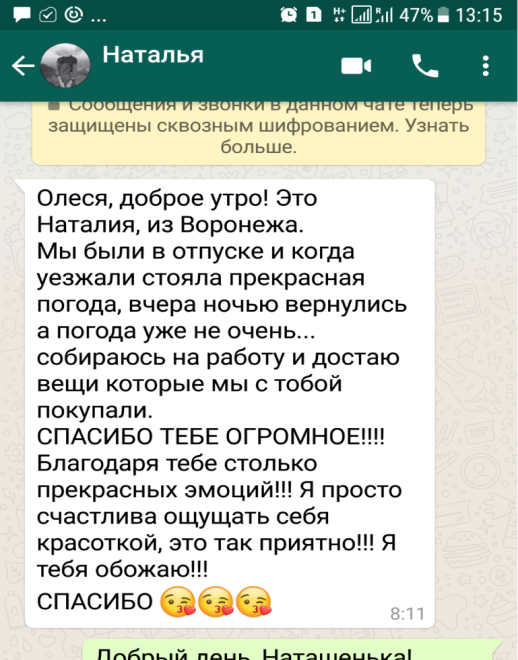 ... H+ R 47% 13:15
Наталья
Сообщения и звонки в данном чате теперь
защищены сквозным шифрованием. Узнать
больше.
Олеся, доброе утро! Это
Наталия, из Воронежа.
Мы были в отпуске и когда
уезжали стояла прекрасная
погода, вчера ночью вернулись
а погода уже не очень...
собираюсь на работу и достаю
вещи которые мы с тобой
покупали.
СПАСИБО ТЕБЕ ОГРОМНОЕ!!!!
Благодаря тебе столько
прекрасных эмоций!!! Я просто
счастлива ощущать себя
красоткой, это так приятно!!! Я
тебя обожаю!!!
СПАСИБО 😘😘😘
8:11
Добрый день, Наташенька!